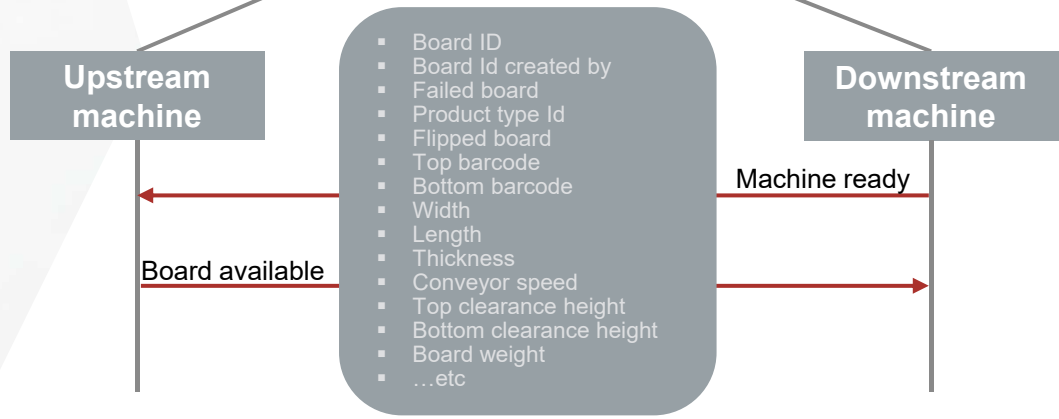 Upstream
machine
▪ Board ID
▪ Board Id created by
▪ Failed board
▪ Product type Id
▪ Flipped board
▪ Top barcode
▪ Bottom barcode
▪ Width
▪ Length
▪ Thickness
▪ Conveyor speed
▪ Top clearance height
▪ Bottom clearance height
▪ Board weight
▪ …etc
Downstream
machine
Machine ready
Board available